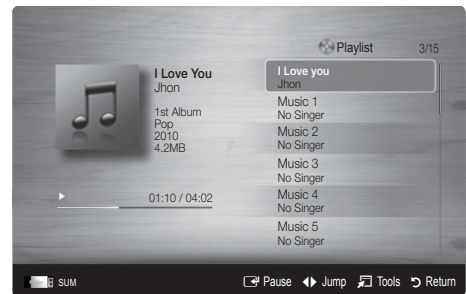 Playlist 3/15
I Love You
Jhon
1st Album
Pop
2010
4.2MB
01:10 / 04:02
I Love you
Jhon
Music 1
No Singer
Music 2
No Singer
Music 3
No Singer
Music 4
No Singer
Music 5
No Singer
SUM Pause Jump Tools Return